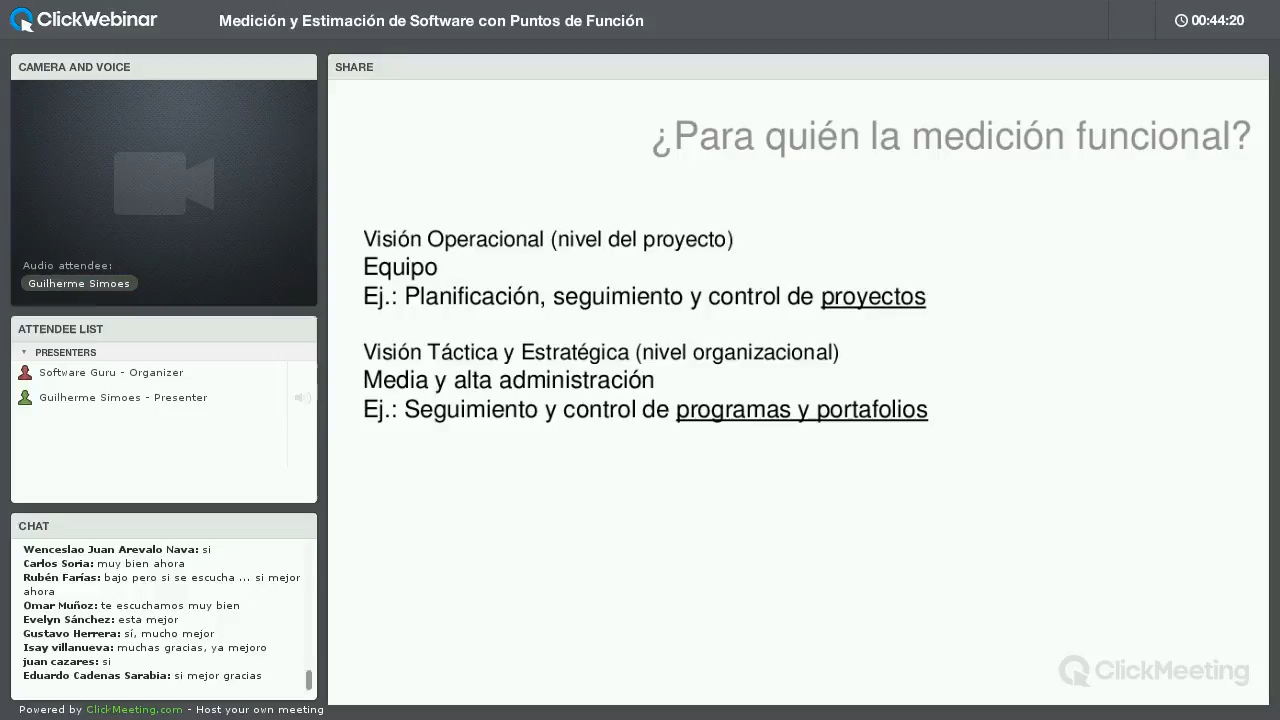 ClickWebinar
Medición y Estimación de Software con Puntos de Función
00:44:20
CAMERA AND VOICE
Audio attendee:
Guilherme Simoes
ATTENDEE LIST
PRESENTERS
Software Guru - Organizer
Guilherme Simoes - Presenter
CHAT
Wenceslao Juan Arevalo Nava: si
Carlos Soria: muy bien ahora
Rubén Farías: bajo pero si se escucha ... si mejor
ahora
Omar Muñoz: te escuchamos muy bien
Evelyn Sánchez: esta mejor
Gustavo Herrera: sí, mucho mejor
Isay villanueva: muchas gracias, ya mejoro
juan cazares: si
Eduardo Cadenas Sarabia: si mejor gracias
Powered by ClickMeeting.com - Host your own meeting
SHARE
¿Para quién la medición funcional?
Visión Operacional (nivel del proyecto)
Equipo
Ej.: Planificación, seguimiento y control de proyectos
Visión Táctica y Estratégica (nivel organizacional)
Media y alta administración
Ej.: Seguimiento y control de programas y portafolios
ClickMeeting